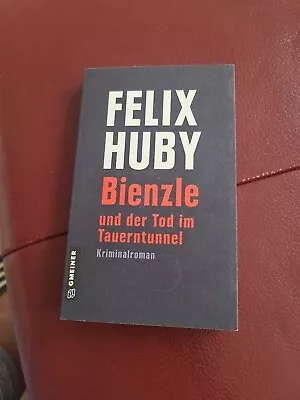 FELIX
HUBY
Bienzle
und der Tod im
Tauerntunnel
Kriminalroman
GMEINER